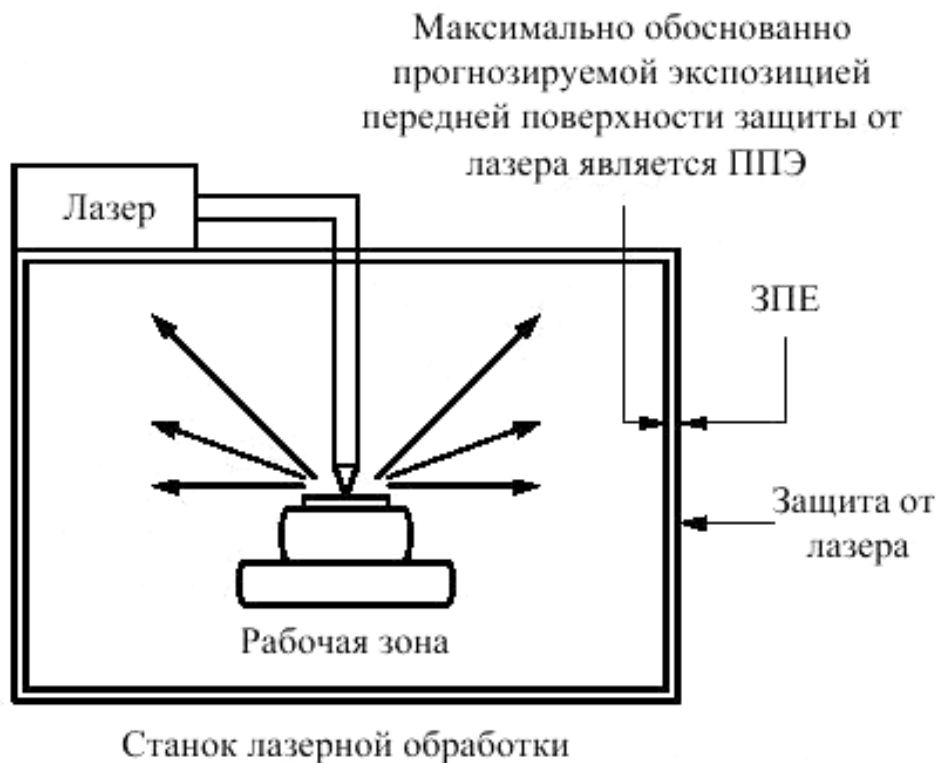 Максимально обоснованно
прогнозируемой экспозицией
передней поверхности защиты от
лазера является ППЭ
Лазер
ЗПЕ
Защита от
лазера
Рабочая зона
Станок лазерной обработки